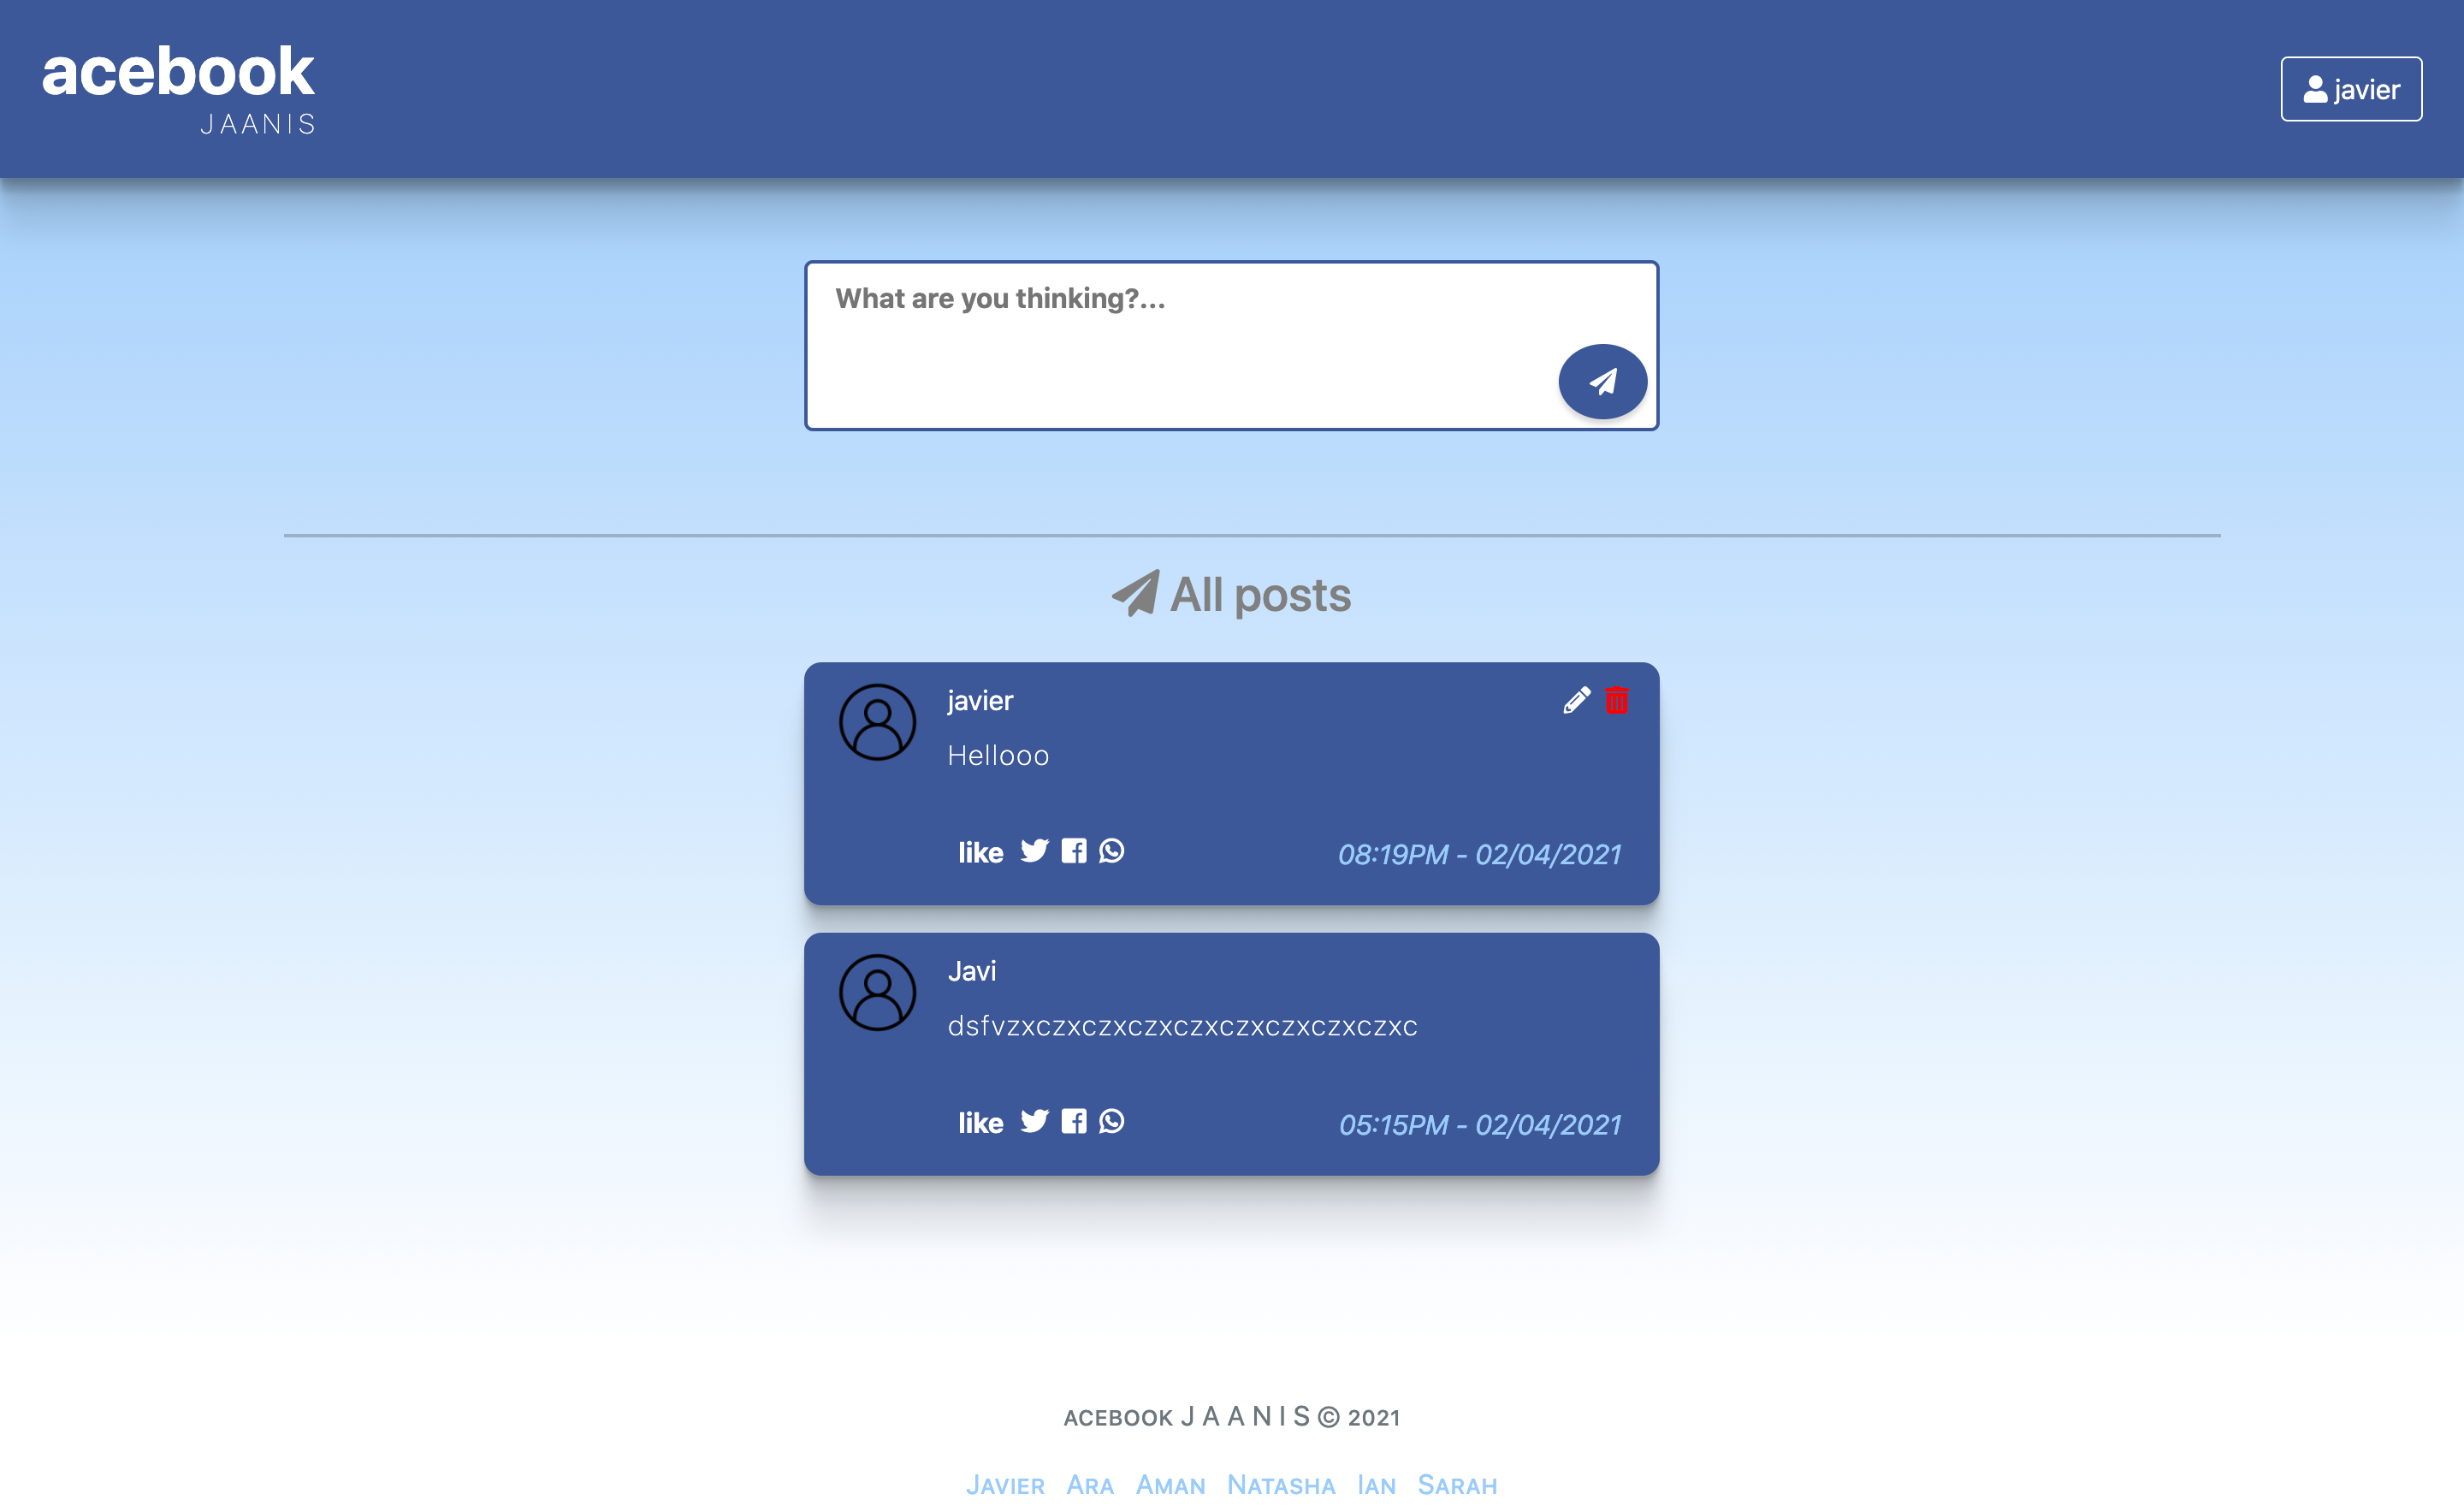 acebook
JAANIS
javier
What are you thinking?...
All posts
javier
Hellooo
like
08:19PM - 02/04/2021
Javi
dsfvzxczxczxczxczxczxczxczxczxc
like
05:15PM - 02/04/2021
ACEBOOK JAANIS © 2021
JAVIER ARA AMAN NATASHA IAN SARAH